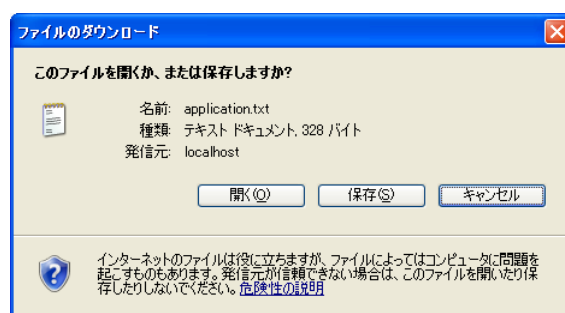 ファイルのダウンロード
このファイルを開くか、または保存しますか?
名前: application.txt
種類: テキスト ドキュメント, 328 バイト
発信元: localhost
開く(O) 保存(S) キャンセル
インターネットのファイルは役に立ちますが、ファイルによってはコンピュータに問題を
起こすものもあります。発信元が信頼できない場合は、このファイルを開いたり保
存したりしないでください。危険性の説明